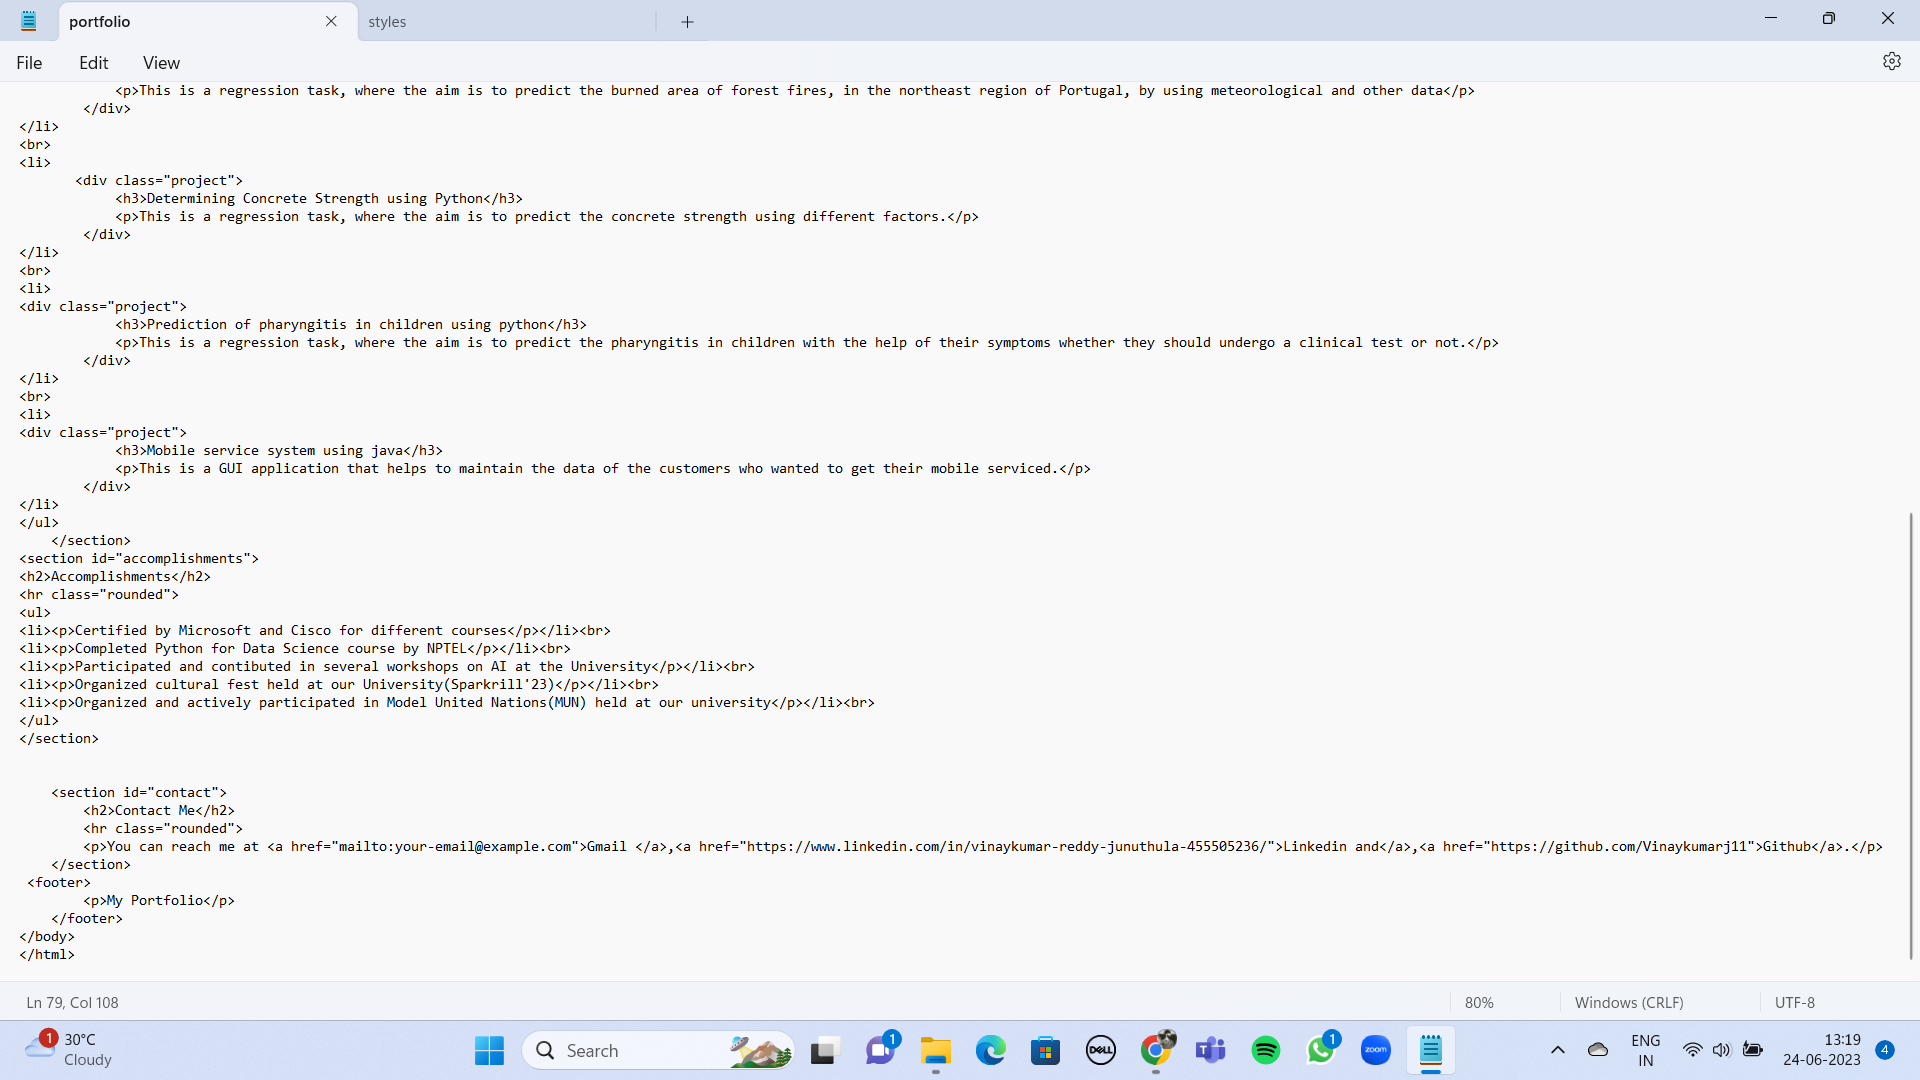 portfolio
styles
File Edit View
<p>This is a regression task, where the aim is to predict the burned area of forest fires, in the northeast region of Portugal, by using meteorological and other data</p>
</div>
</li>
<br>
<li>
<div class="project">
<h3>Determining Concrete Strength using Python</h3>
<p>This is a regression task, where the aim is to predict the concrete strength using different factors.</p>
</div>
</li>
<br>
<li>
<div class="project">
<h3>Prediction of pharyngitis in children using python</h3>
<p>This is a regression task, where the aim is to predict the pharyngitis in children with the help of their symptoms whether they should undergo a clinical test or not.</p>
</div>
</li>
<br>
<li>
<div class="project">
<h3>Mobile service system using java</h3>
<p>This is a GUI application that helps to maintain the data of the customers who wanted to get their mobile serviced.</p>
</div>
</li>
</ul>
</section>
<section id="accomplishments">
<h2>Accomplishments</h2>
<hr class="rounded">
<ul>
<li><p>Certified by Microsoft and Cisco for different courses</p></li><br>
<li><p>Completed Python for Data Science course by NPTEL</p></li><br>
<li><p>Participated and contibuted in several workshops on AI at the University</p></li><br>
<li><p>Organized cultural fest held at our University(Sparkrill'23)</p></li><br>
<li><p>Organized and actively participated in Model United Nations(MUN) held at our university</p></li><br>
</ul>
</section>
<section id="contact">
<h2>Contact Me</h2>
<hr class="rounded">
<p>You can reach me at <a href="mailto:your-email@example.com">Gmail </a>,<a href="https://www.linkedin.com/in/vinaykumar-reddy-junuthula-455505236/">Linkedin and</a>,<a href="https://github.com/Vinaykumarj11">Github</a>.</p>
</section>
<footer>
<p>My Portfolio</p>
</footer>
</body>
</html>
Ln 79, Col 108
80%
Windows (CRLF)
UTF-8
1
30°C
Cloudy
Search
1
DELL
1
zoom
ENG
IN
13:19
24-06-2023
4